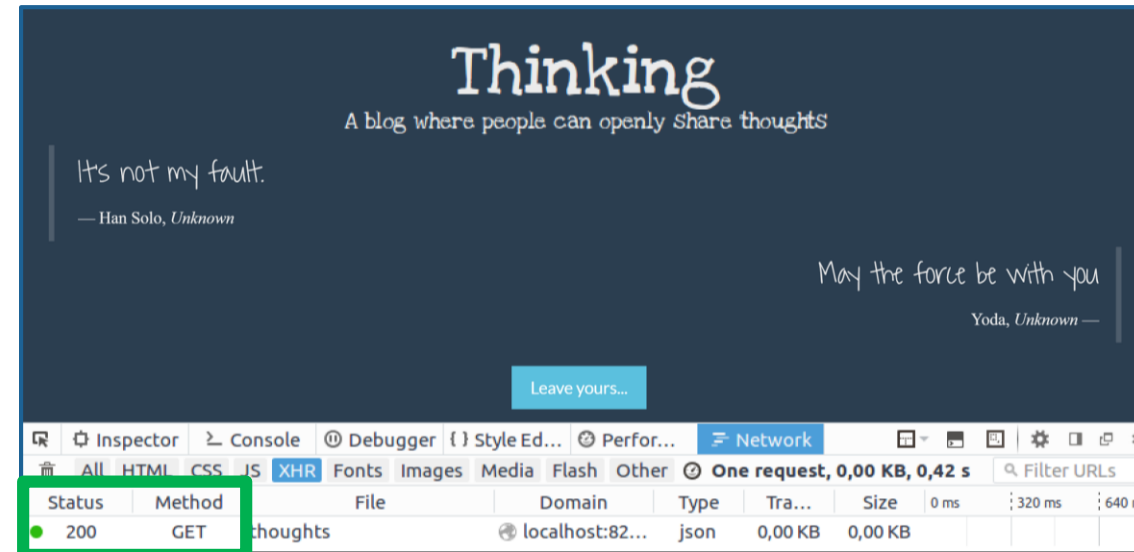 Thinking
A blog where people can openly share thoughts
It's not my fault.
— Han Solo, Unknown
May the force be with you
Yoda, Unknown —
Leave yours...
Inspector Console Debugger { } Style Ed... Perfor... Network
All HTML CSS JS XHR Fonts Images Media Flash Other One request, 0,00 KB, 0,42 s Filter URLs
Status Method File Domain Type Tra... Size 0 ms 320 ms 640
200 GET thoughts localhost:82... json 0,00 KB 0,00 KB